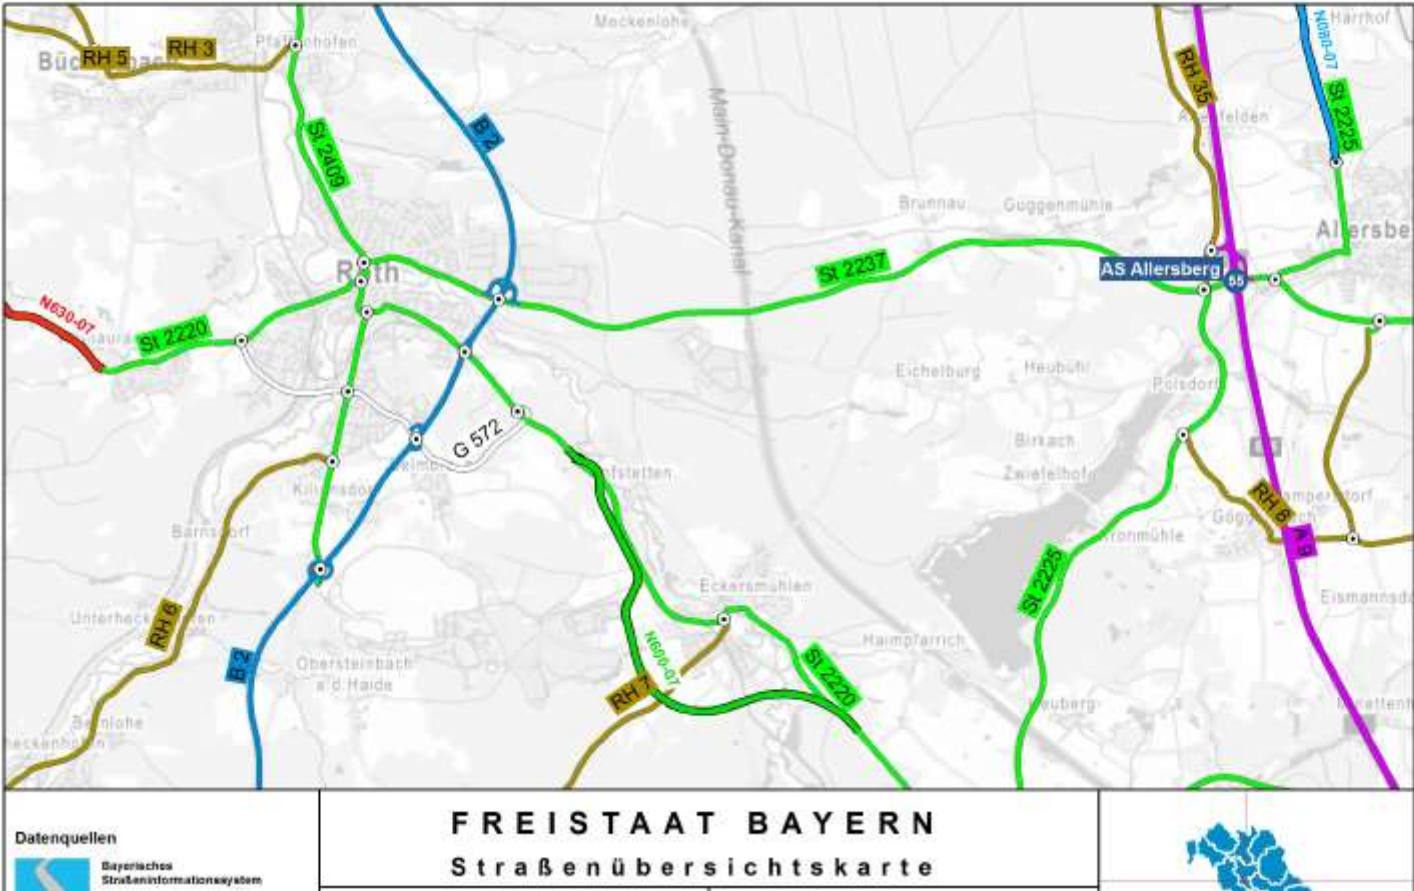 Meckenlohe
Harrhof
N080-07
RH 5
RH 3
Pfaffenhofen
RH 35
St 2225
St 2409
B 2
Main-Donau-Kanal
Brunnau
Guggenmühle
Roth
St 2237
AS Allersberg
55
N630-07
St 2220
Eichelburg
Heubühl
Polsdorf
G 572
Birkach
Zwiefelhof
RH 8
A 9
Barnsdorf
St 2225
Eckersmühlen
RH 6
N600-07
Haimpfarrich
B 2
Obersteinbach
a.d.Haide
RH 7
St 2220
Datenquellen
Bayerisches
Straßeninformationssystem
FREISTAAT BAYERN
Straßenübersichtskarte